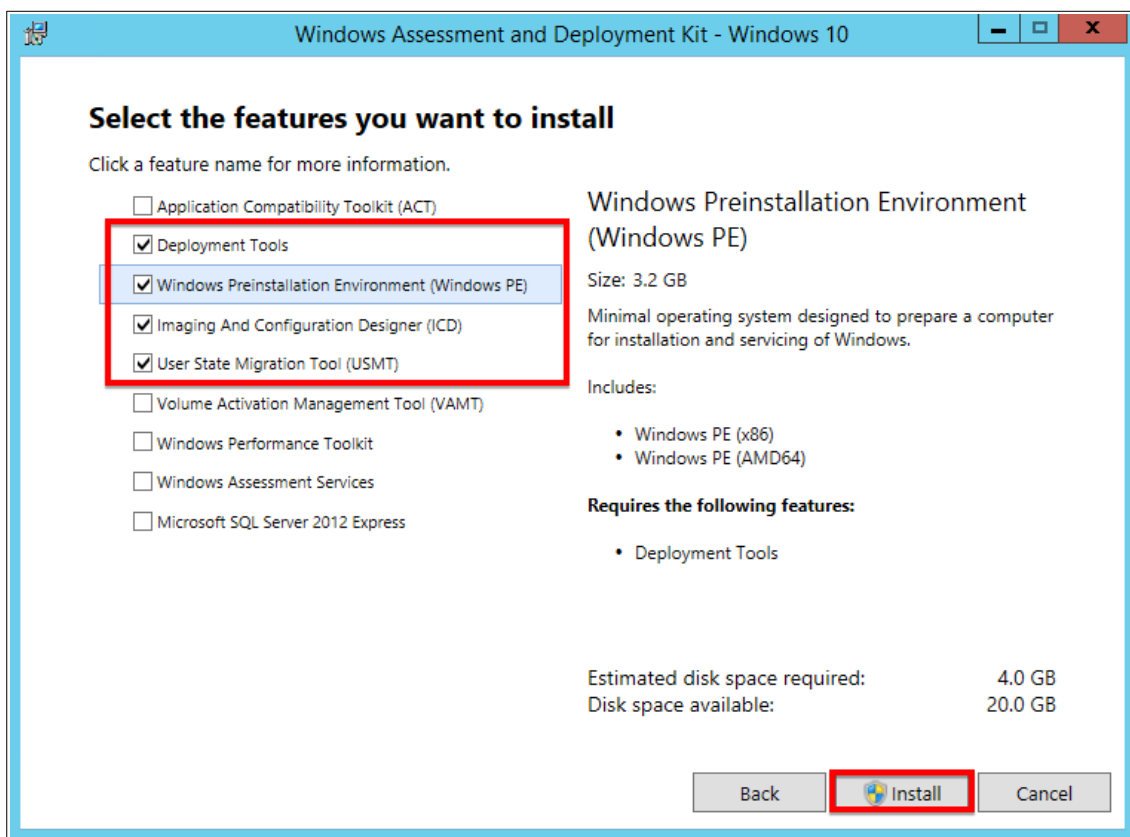 Windows Assessment and Deployment Kit - Windows 10
Select the features you want to install
Click a feature name for more information.
Application Compatibility Toolkit (ACT)
Deployment Tools
Windows Preinstallation Environment (Windows PE)
Imaging And Configuration Designer (ICD)
User State Migration Tool (USMT)
Volume Activation Management Tool (VAMT)
Windows Performance Toolkit
Windows Assessment Services
Microsoft SQL Server 2012 Express
Windows Preinstallation Environment
(Windows PE)
Size: 3.2 GB
Minimal operating system designed to prepare a computer
for installation and servicing of Windows.
Includes:
• Windows PE (x86)
• Windows PE (AMD64)
Requires the following features:
• Deployment Tools
Estimated disk space required: 4.0 GB
Disk space available: 20.0 GB
Back Install Cancel